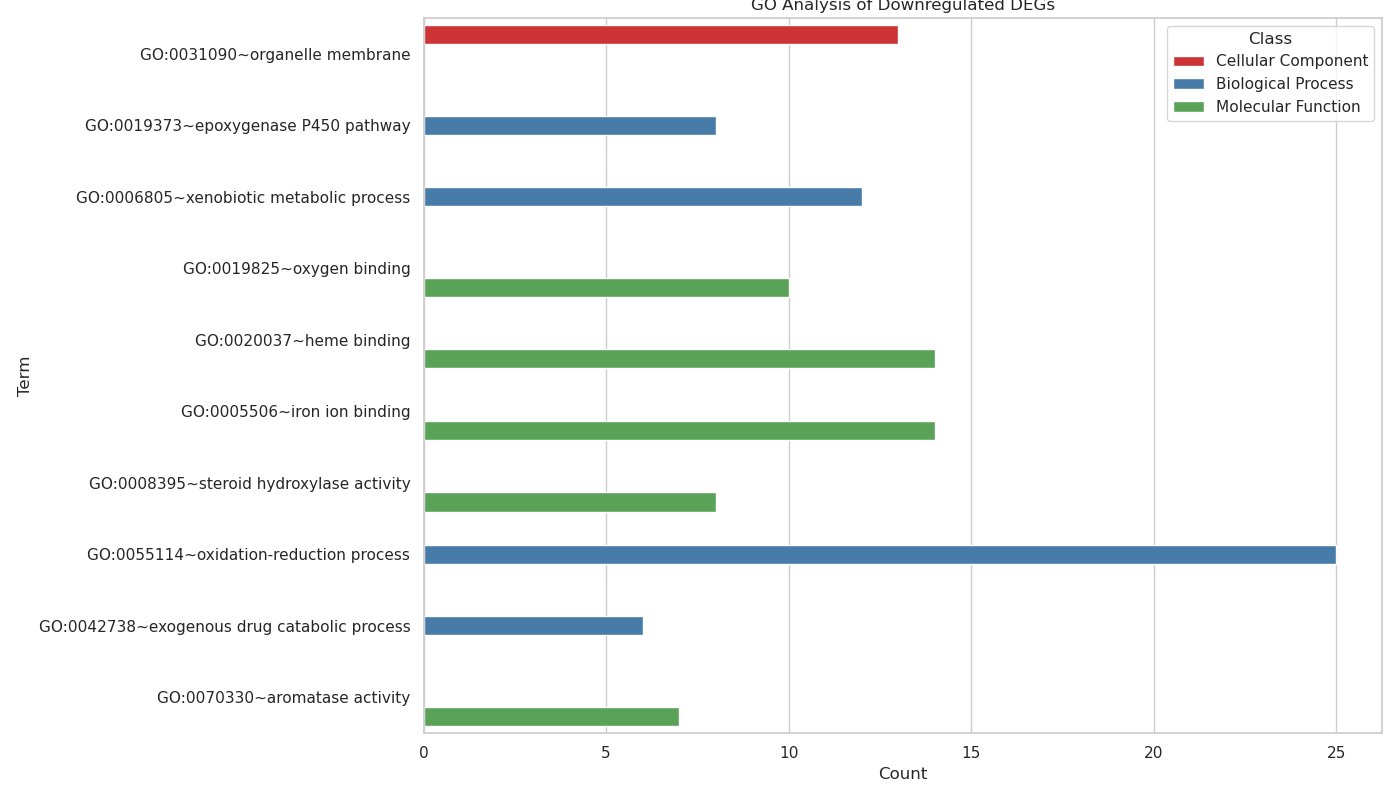 GO Analysis of Downregulated DEGs
Class
Cellular Component
Biological Process
Molecular Function
Term
GO:0031090~organelle membrane
GO:0019373~epoxygenase P450 pathway
GO:0006805~xenobiotic metabolic process
GO:0019825~oxygen binding
GO:0020037~heme binding
GO:0005506~iron ion binding
GO:0008395~steroid hydroxylase activity
GO:0055114~oxidation-reduction process
GO:0042738~exogenous drug catabolic process
GO:0070330~aromatase activity
0 5 10 15 20 25
Count